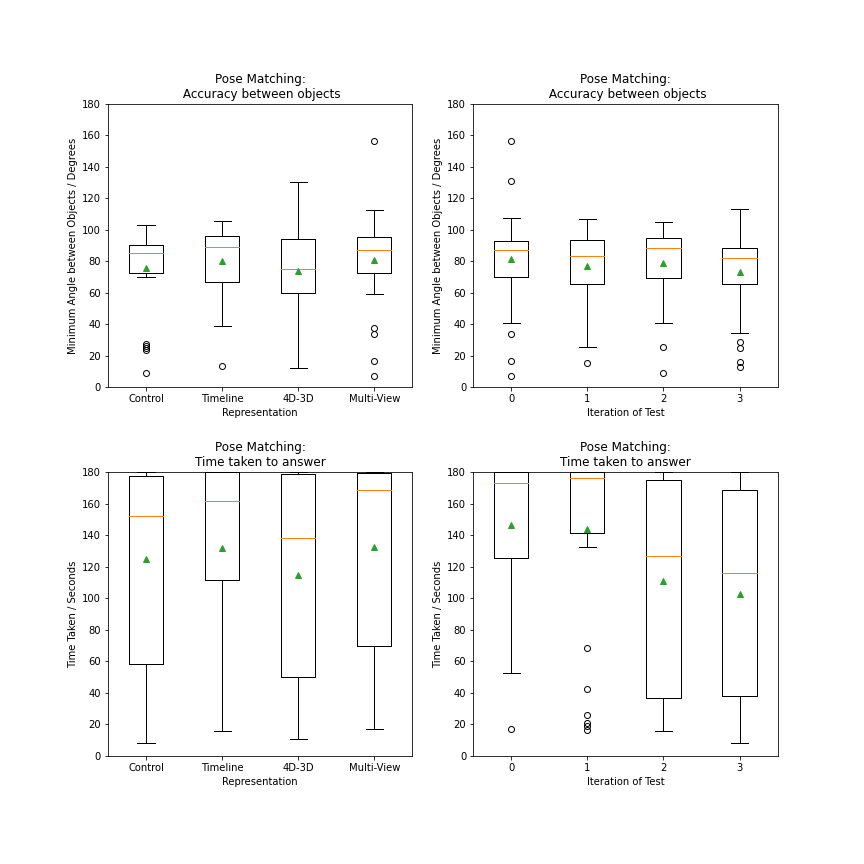 Pose Matching:
Accuracy between objects
180
160
140
120
100
80
60
40
20
0
Minimum Angle between Objects / Degrees
Control Timeline 4D-3D Multi-View
Representation
Pose Matching:
Accuracy between objects
180
160
140
120
100
80
60
40
20
0
Minimum Angle between Objects / Degrees
0 1 2 3
Iteration of Test
Pose Matching:
Time taken to answer
180
160
140
120
100
80
60
40
20
0
Time Taken / Seconds
Control Timeline 4D-3D Multi-View
Representation
Pose Matching:
Time taken to answer
180
160
140
120
100
80
60
40
20
0
Time Taken / Seconds
0 1 2 3
Iteration of Test